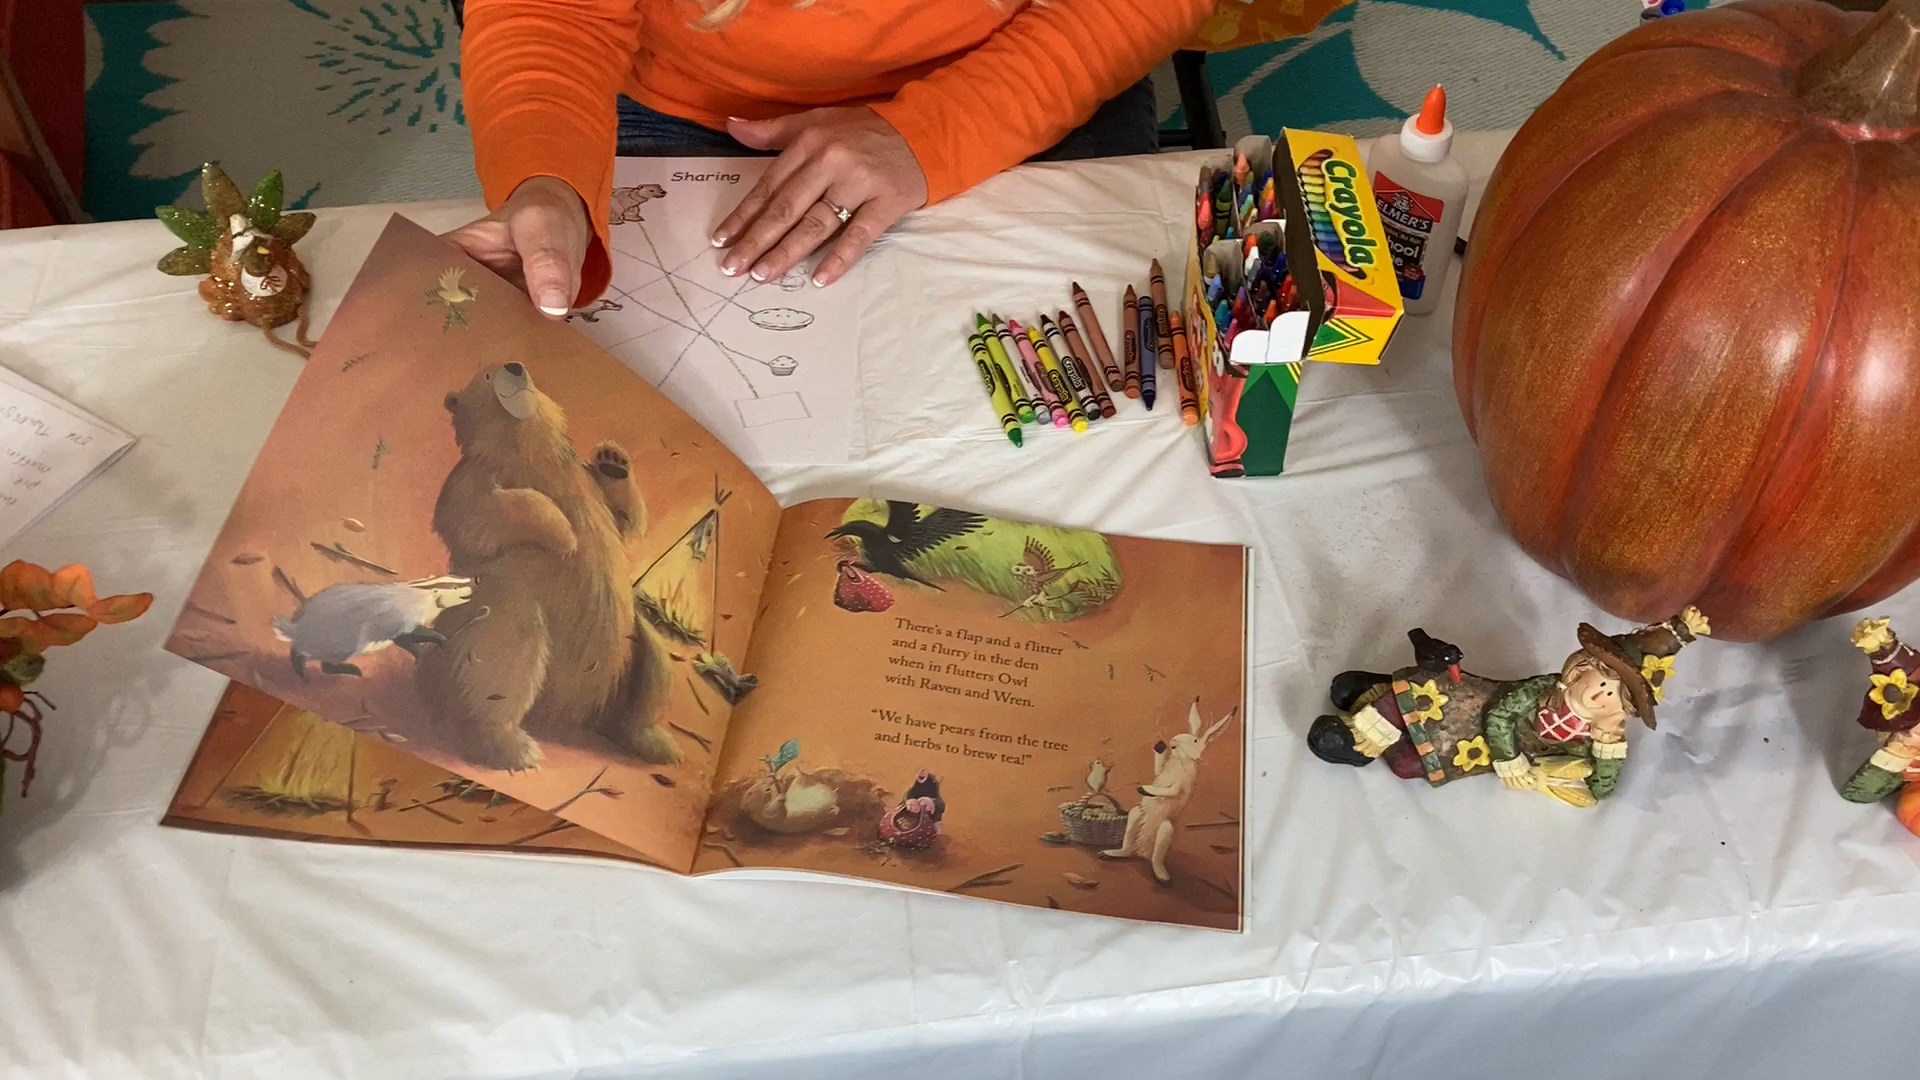 Sharing
Crayola
ELMER'S
School
There's a flap and a flitter
and a flurry in the den
when in flutters Owl
with Raven and Wren.
"We have pears from the tree
and herbs to brew tea!"